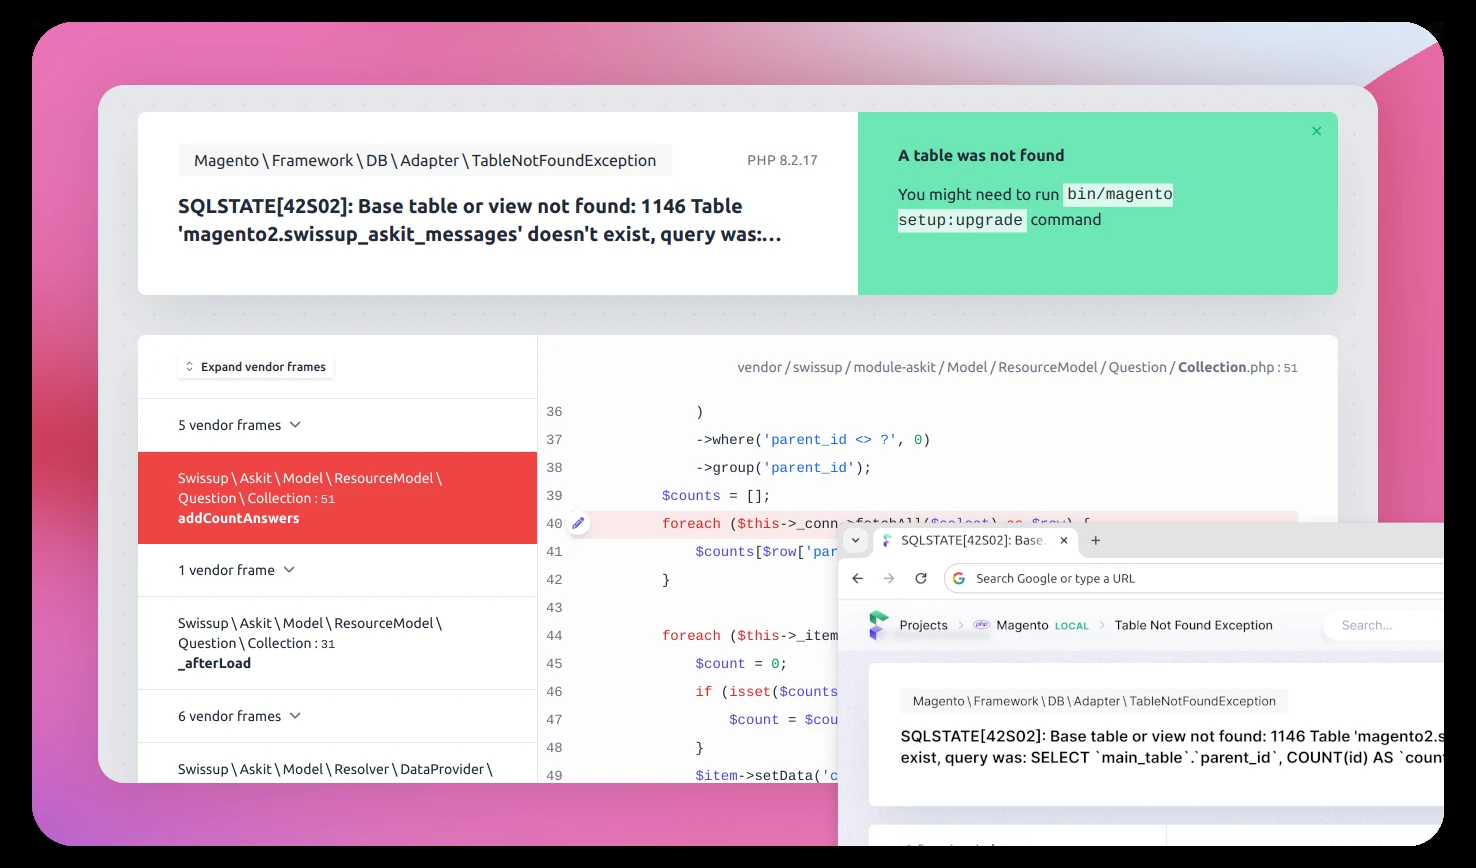 Magento\Framework\DB\Adapter\TableNotFoundException
PHP 8.2.17
SQLSTATE[42S02]: Base table or view not found: 1146 Table
'magento2.swissup_askit_messages' doesn't exist, query was:...
A table was not found
You might need to run bin/magento
setup:upgrade command
Expand vendor frames
5 vendor frames
Swissup\Askit\Model\ResourceModel\
Question\Collection:51
addCountAnswers
1 vendor frame
Swissup\Askit\Model\ResourceModel\
Question\Collection:31
_afterLoad
6 vendor frames
Swissup\Askit\Model\Resolver\DataProvider\
vendor/swissup/module-askit/Model/ResourceModel/Question/Collection.php:51
36 )
37 ->where('parent_id <> ?', 0)
38 ->group('parent_id');
39 $counts = [];
40 foreach ($this->_conn->fetchAll($select) as $row) {
41 $counts[$row['par
42 }
43
44 foreach ($this->_item
45 $count = 0;
46 if (isset($counts
47 $count = $cou
48 }
49 $item->setData('c
SQLSTATE[42S02]: Base
Search Google or type a URL
Projects
php
Magento LOCAL
Table Not Found Exception
Search...
Magento\Framework\DB\Adapter\TableNotFoundException
SQLSTATE[42S02]: Base table or view not found: 1146 Table 'magento2.s
exist, query was: SELECT `main_table`.`parent_id`, COUNT(id) AS `coun